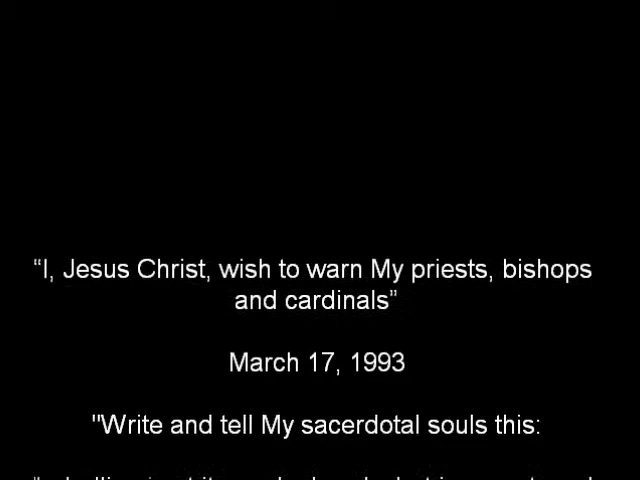 “I, Jesus Christ, wish to warn My priests, bishops
and cardinals”
March 17, 1993
"Write and tell My sacerdotal souls this: